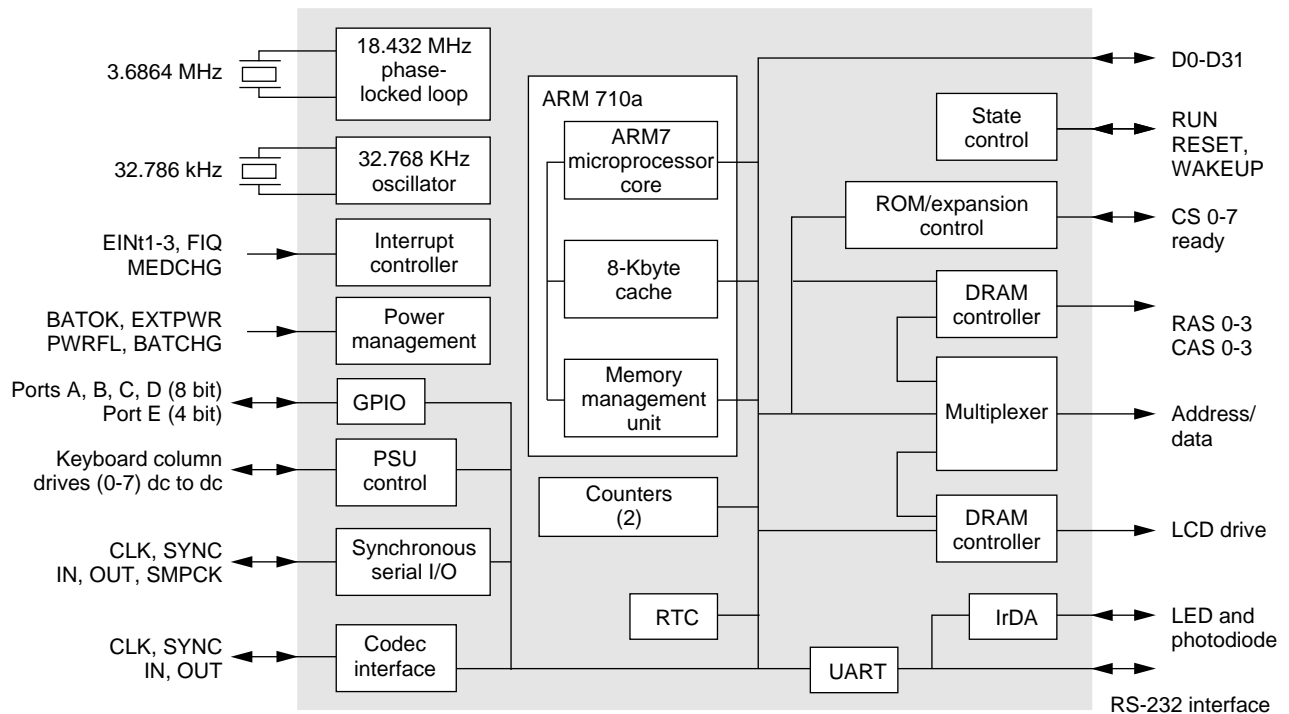 3.6864 MHz
18.432 MHz
phase-
locked loop
32.786 kHz
32.768 KHz
oscillator
EINt1-3, FIQ
MEDCHG
Interrupt
controller
BATOK, EXTPWR
PWRFL, BATCHG
Power
management
Ports A, B, C, D (8 bit)
Port E (4 bit)
GPIO
Keyboard column
drives (0-7) dc to dc
PSU
control
CLK, SYNC
IN, OUT, SMPCK
Synchronous
serial I/O
CLK, SYNC
IN, OUT
Codec
interface
ARM 710a
ARM7
microprocessor
core
8-Kbyte
cache
Memory
management
unit
Counters
(2)
RTC
UART
D0-D31
State
control
RUN
RESET,
WAKEUP
ROM/expansion
control
CS 0-7
ready
DRAM
controller
RAS 0-3
CAS 0-3
Multiplexer
Address/
data
DRAM
controller
LCD drive
IrDA
LED and
photodiode
RS-232 interface